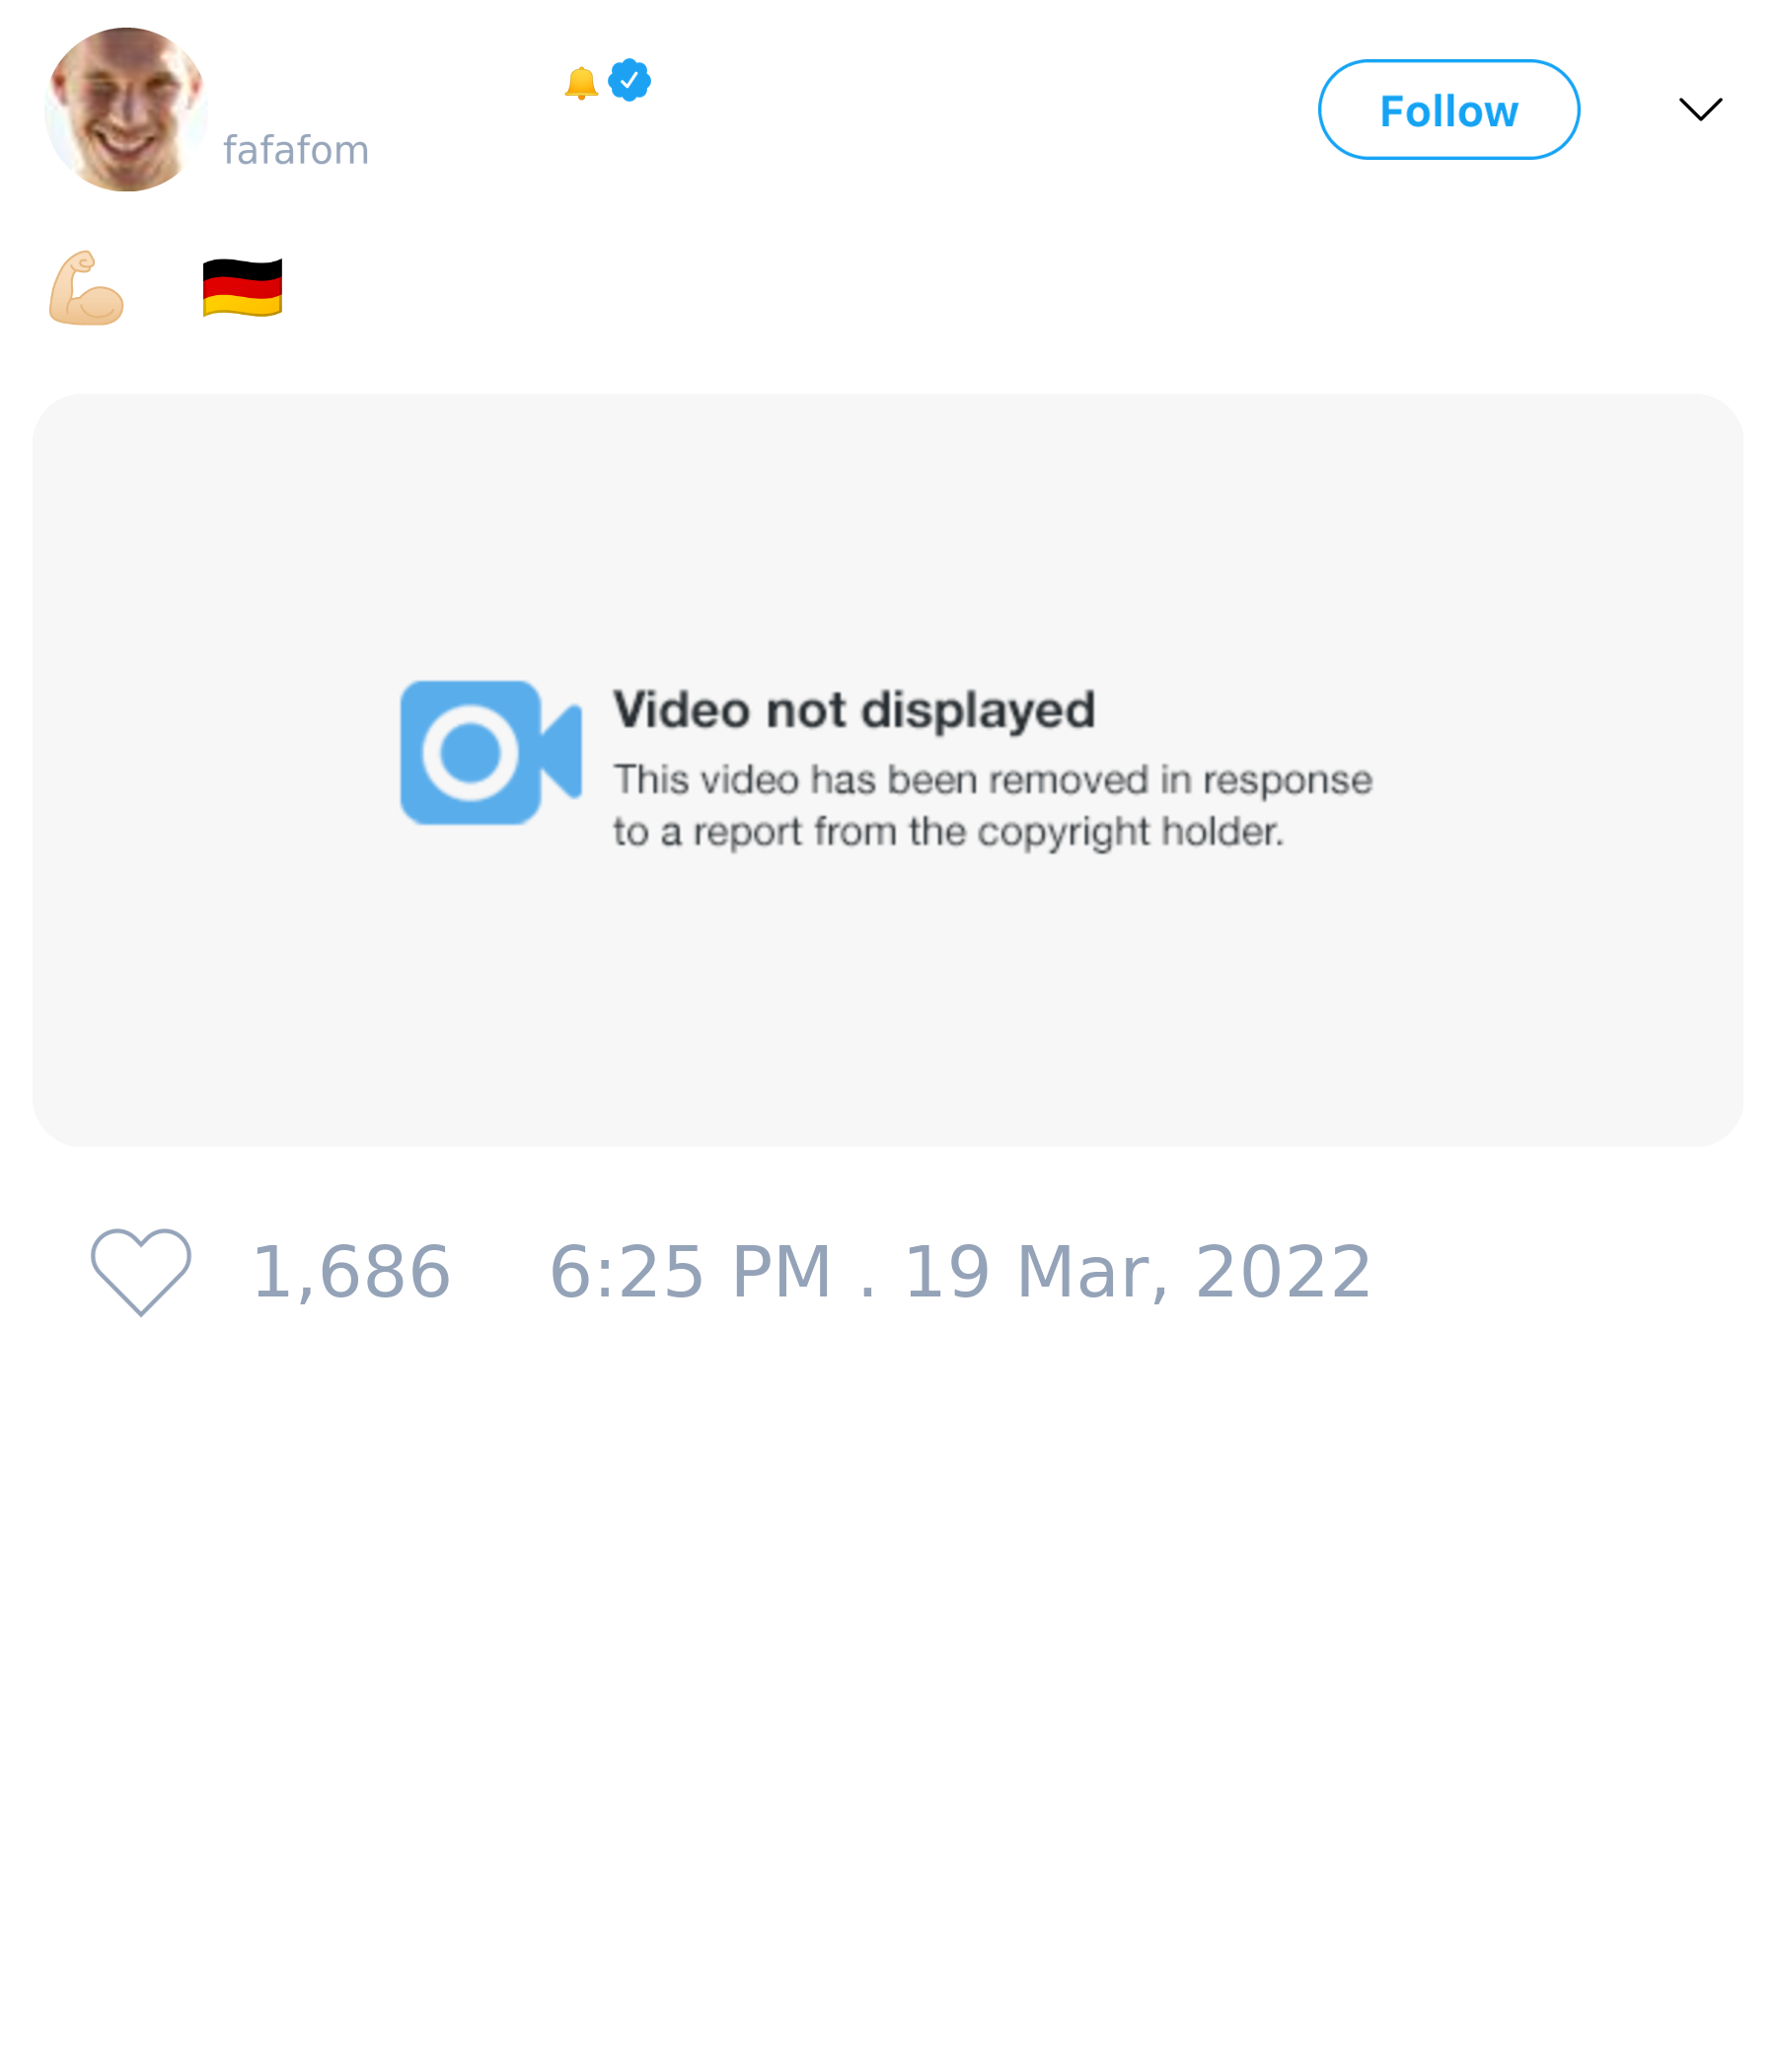 🔔
fafafom
Follow
💪🏻 🇩🇪
Video not displayed
This video has been removed in response
to a report from the copyright holder.
1,686 6:25 PM . 19 Mar, 2022